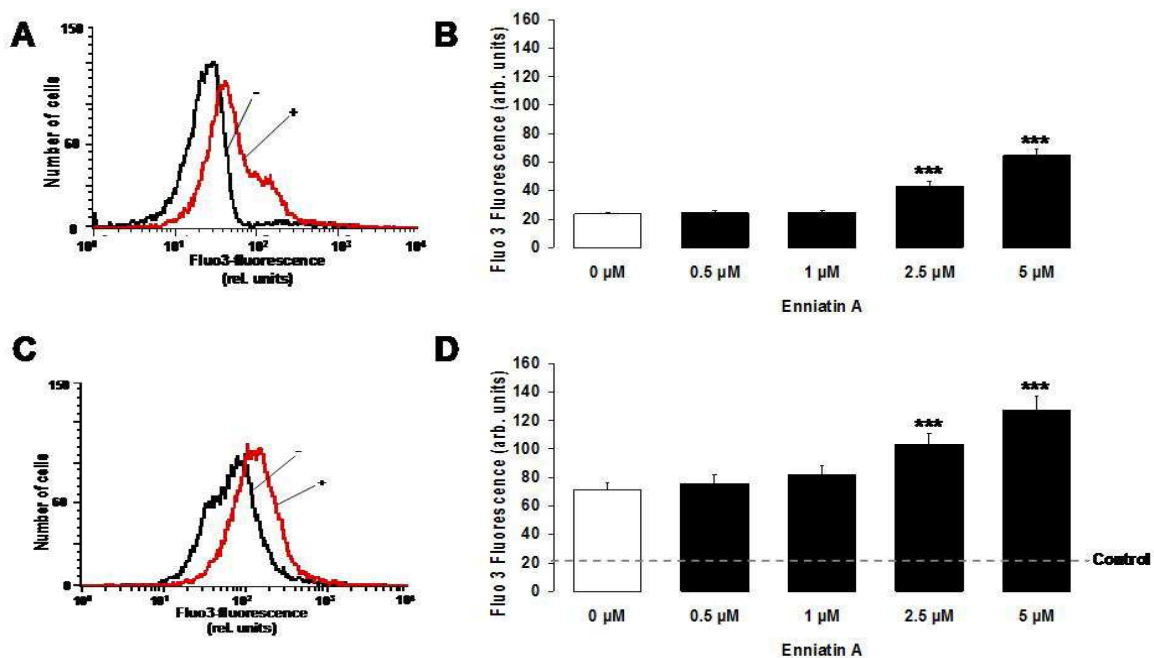 A
Number of cells
150
60
0
10⁰ 10¹ 10² 10³ 10⁴
Fluo3-fluorescence
(rel. units)
–
+
B
Fluo 3 Fluorescence (arb. units)
160
140
120
100
80
60
40
20
0
***
***
0 µM 0.5 µM 1 µM 2.5 µM 5 µM
Enniatin A
C
Number of cells
150
60
0
10⁰ 10¹ 10² 10³ 10⁴
Fluo3-fluorescence
(rel. units)
–
+
D
Fluo 3 Fluorescence (arb. units)
160
140
120
100
80
60
40
20
0
***
***
Control
0 µM 0.5 µM 1 µM 2.5 µM 5 µM
Enniatin A